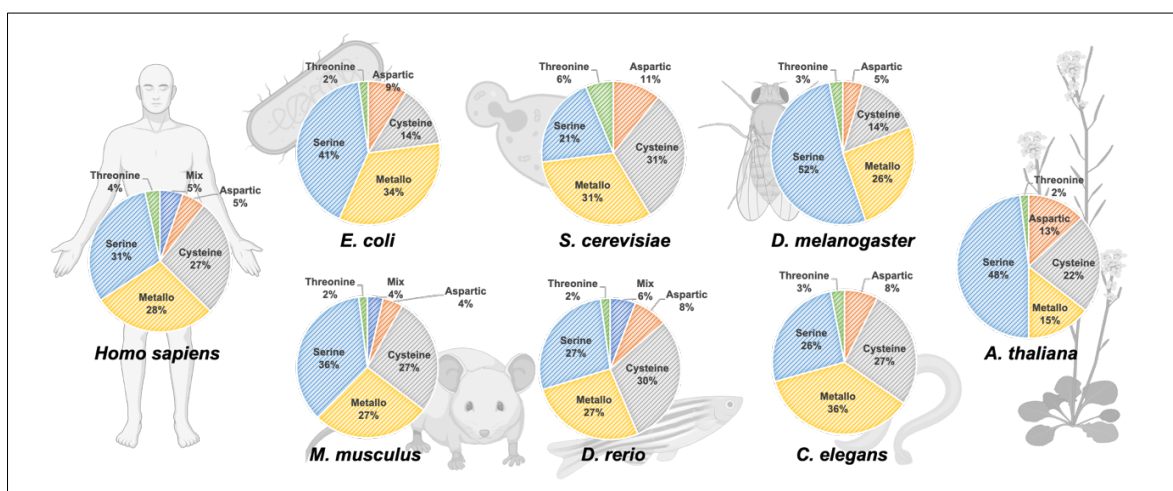 Threonine
4%
Mix
5%
Aspartic
5%
Cysteine
27%
Metallo
28%
Serine
31%
Homo sapiens
Threonine
2%
Aspartic
9%
Cysteine
14%
Metallo
34%
Serine
41%
E. coli
Threonine
6%
Aspartic
11%
Cysteine
31%
Metallo
31%
Serine
21%
S. cerevisiae
Threonine
3%
Aspartic
5%
Cysteine
14%
Metallo
26%
Serine
52%
D. melanogaster
Threonine
2%
Mix
4%
Aspartic
4%
Cysteine
27%
Metallo
27%
Serine
36%
M. musculus
Threonine
2%
Mix
6%
Aspartic
8%
Cysteine
30%
Metallo
27%
Serine
27%
D. rerio
Threonine
3%
Aspartic
8%
Cysteine
27%
Metallo
36%
Serine
26%
C. elegans
Threonine
2%
Aspartic
13%
Cysteine
22%
Metallo
15%
Serine
48%
A. thaliana